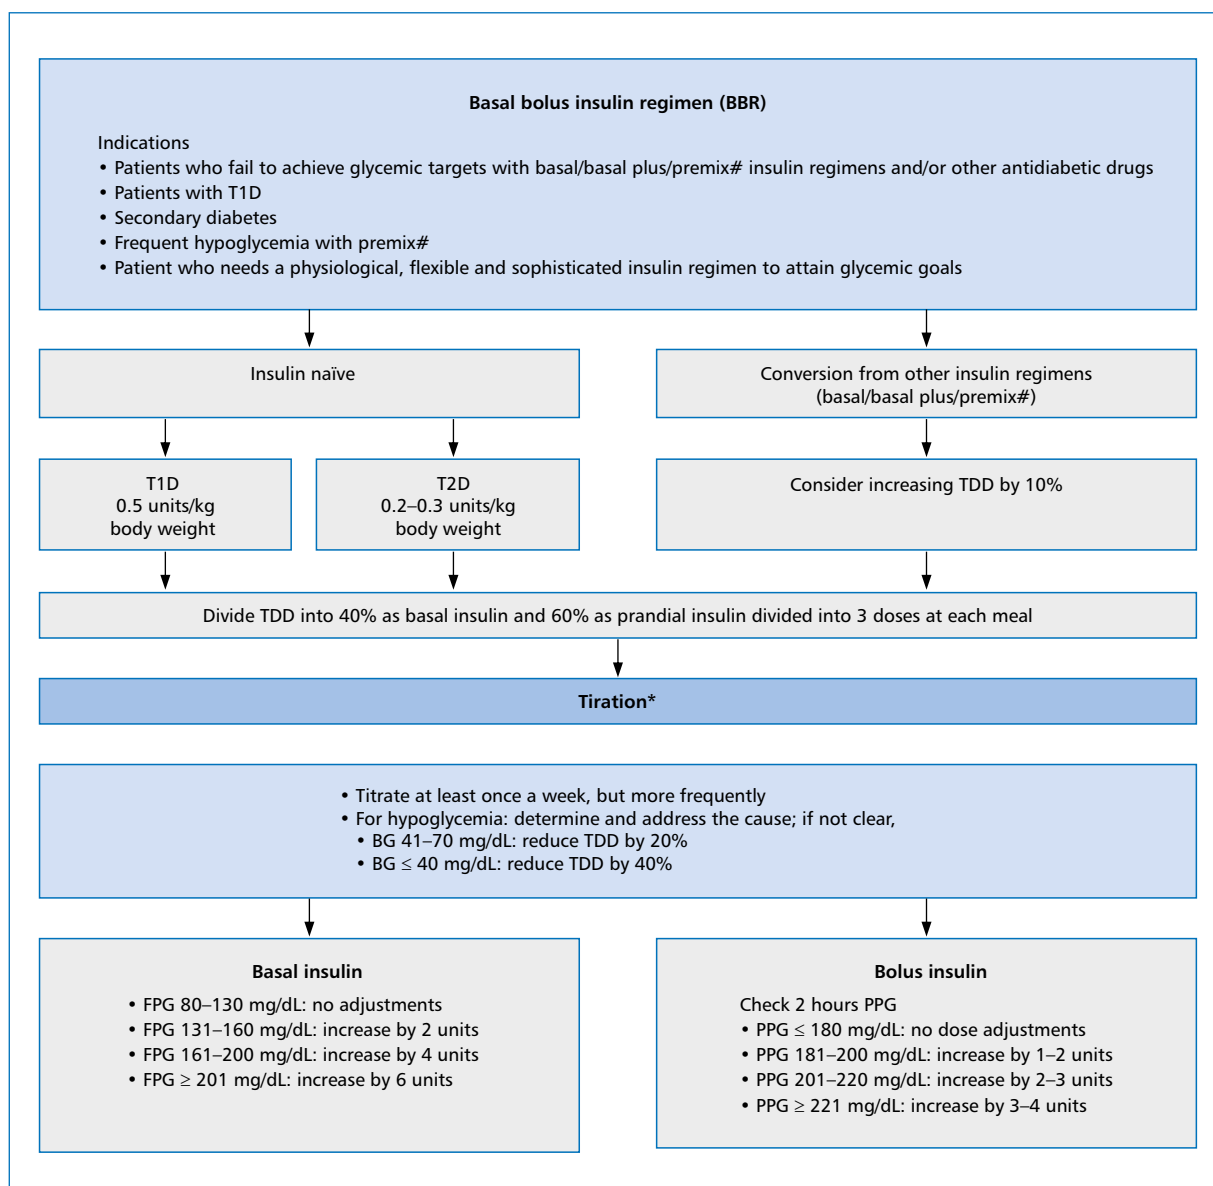 Basal bolus insulin regimen (BBR)
Indications
• Patients who fail to achieve glycemic targets with basal/basal plus/premix# insulin regimens and/or other antidiabetic drugs
• Patients with T1D
• Secondary diabetes
• Frequent hypoglycemia with premix#
• Patient who needs a physiological, flexible and sophisticated insulin regimen to attain glycemic goals
Insulin naïve
Conversion from other insulin regimens
(basal/basal plus/premix#)
T1D
0.5 units/kg
body weight
T2D
0.2–0.3 units/kg
body weight
Consider increasing TDD by 10%
Divide TDD into 40% as basal insulin and 60% as prandial insulin divided into 3 doses at each meal
Tiration*
• Titrate at least once a week, but more frequently
• For hypoglycemia: determine and address the cause; if not clear,
• BG 41–70 mg/dL: reduce TDD by 20%
• BG ≤ 40 mg/dL: reduce TDD by 40%
Basal insulin
• FPG 80–130 mg/dL: no adjustments
• FPG 131–160 mg/dL: increase by 2 units
• FPG 161–200 mg/dL: increase by 4 units
• FPG ≥ 201 mg/dL: increase by 6 units
Bolus insulin
Check 2 hours PPG
• PPG ≤ 180 mg/dL: no dose adjustments
• PPG 181–200 mg/dL: increase by 1–2 units
• PPG 201–220 mg/dL: increase by 2–3 units
• PPG ≥ 221 mg/dL: increase by 3–4 units